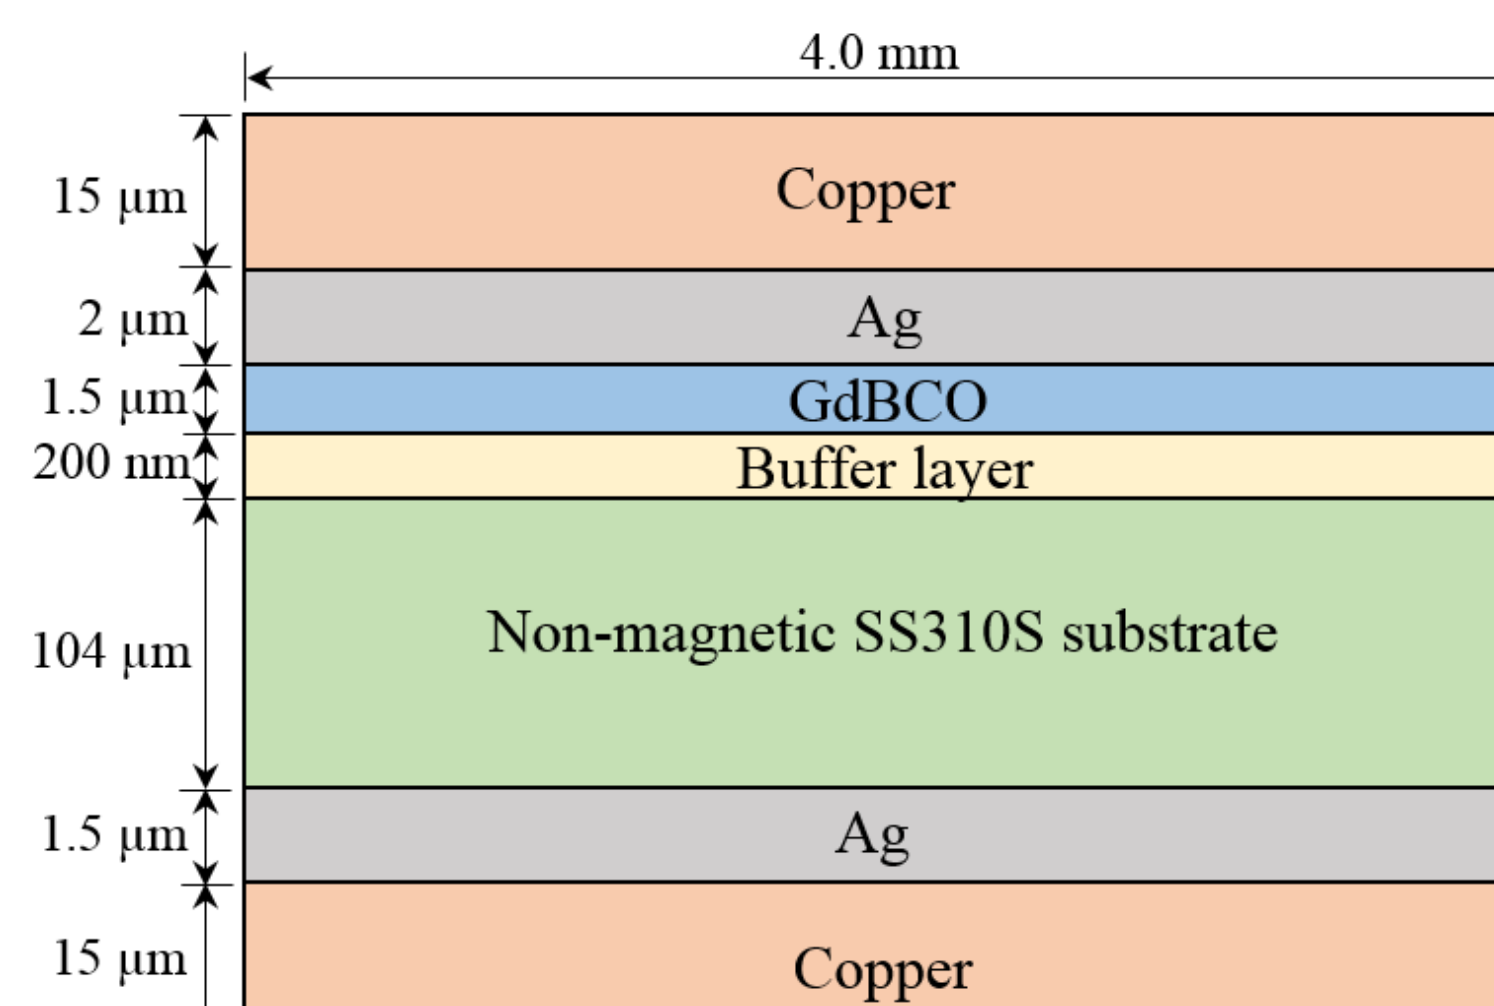 4.0 mm
15 μm
Copper
2 μm
Ag
1.5 μm
GdBCO
200 nm
Buffer layer
104 μm
Non-magnetic SS310S substrate
1.5 μm
Ag
15 μm
Copper